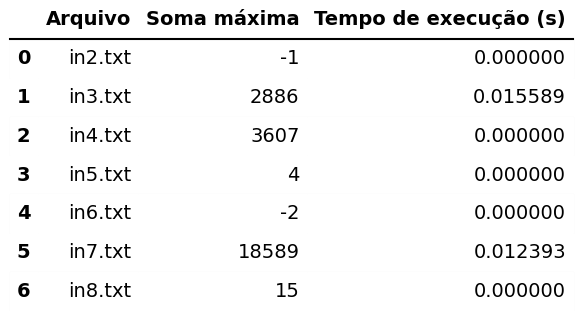 Arquivo Soma máxima Tempo de execução (s)
0 in2.txt -1 0.000000
1 in3.txt 2886 0.015589
2 in4.txt 3607 0.000000
3 in5.txt 4 0.000000
4 in6.txt -2 0.000000
5 in7.txt 18589 0.012393
6 in8.txt 15 0.000000